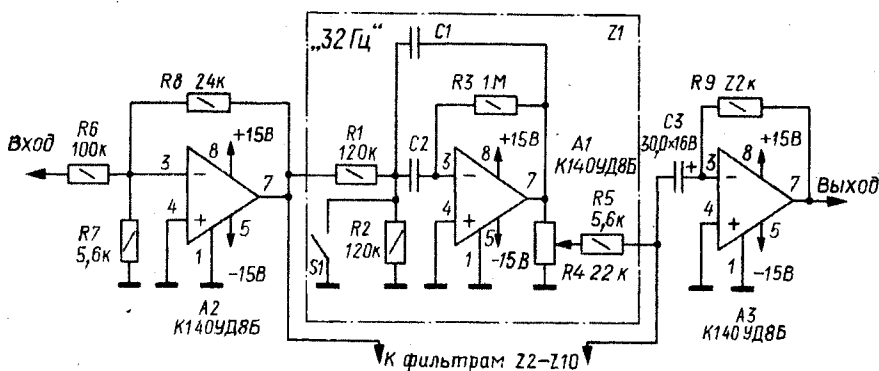 „32 Гц“
C1
Z1
R8 24к
R3 1М
R9 22к
Вход
R6
100к
8
+15В
R1
120к
C2
8
+15В
A1
К140УД8Б
C3
30,0×16В
8
+15В
3
−
7
3
−
7
3
−
7
Выход
4
+
5
4
+
5
R5
5,6к
4
+
5
R7
5,6к
1
−15В
S1
R2
120к
1
−15В
R4 22к
1
−15В
A2
К140УД8Б
A3
К140УД8Б
К фильтрам Z2–Z10